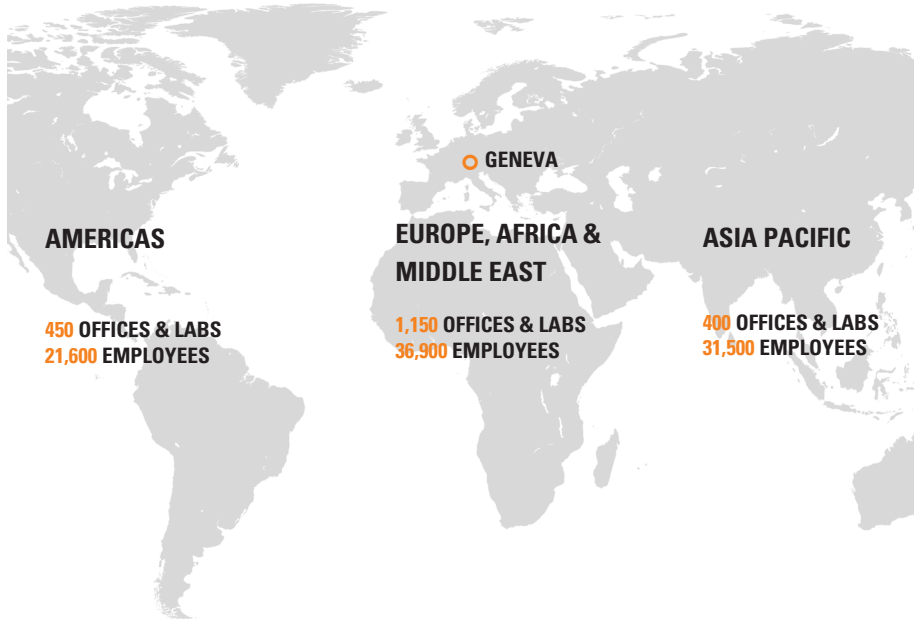 GENEVA
AMERICAS
450 OFFICES & LABS
21,600 EMPLOYEES
EUROPE, AFRICA &
MIDDLE EAST
1,150 OFFICES & LABS
36,900 EMPLOYEES
ASIA PACIFIC
400 OFFICES & LABS
31,500 EMPLOYEES